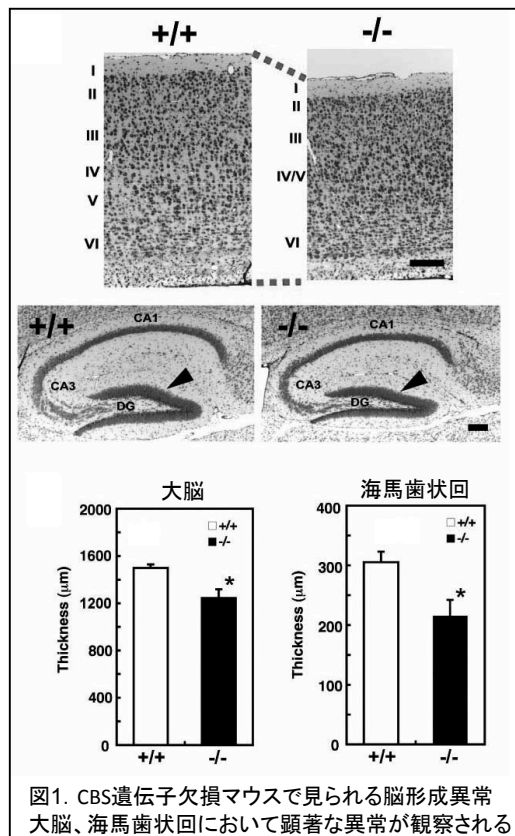 +/+ -/-
I I
II II
III III
IV IV/V
V
VI VI
+/+ CA1 CA3 DG
-/- CA1 CA3 DG
大脳
2000
1600
1200
800
400
0
Thickness (μm)
+/+
-/-
*
+/+ -/-
海馬歯状回
400
300
200
100
0
Thickness (μm)
+/+
-/-
*
+/+ -/-
図1. CBS遺伝子欠損マウスで見られる脳形成異常
大脳、海馬歯状回において顕著な異常が観察される